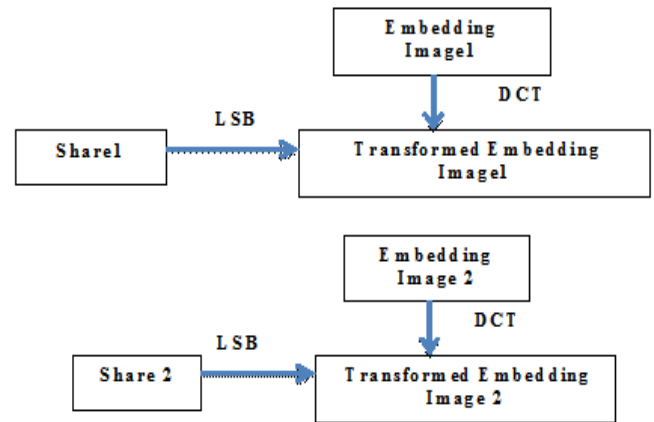 Embedding
Image1
DCT
LSB
Share1
Transformed Embedding
Image1
Embedding
Image 2
DCT
LSB
Share 2
Transformed Embedding
Image 2